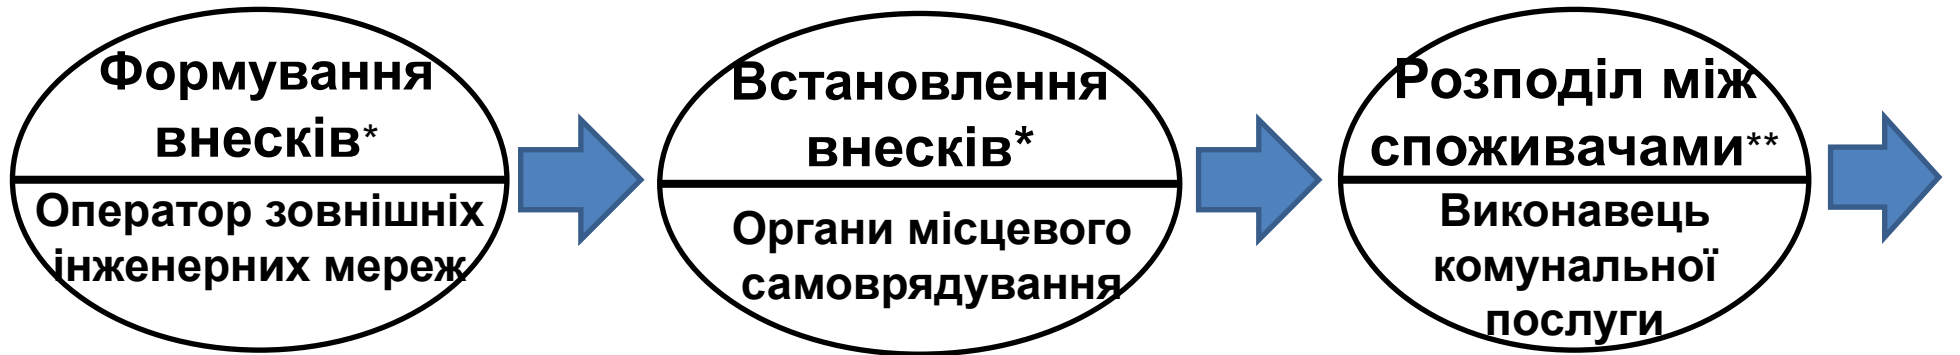 Формування
внесків*
Оператор зовнішніх
інженерних мереж
Встановлення
внесків*
Органи місцевого
самоврядування
Розподіл між
споживачами**
Виконавець
комунальної
послуги